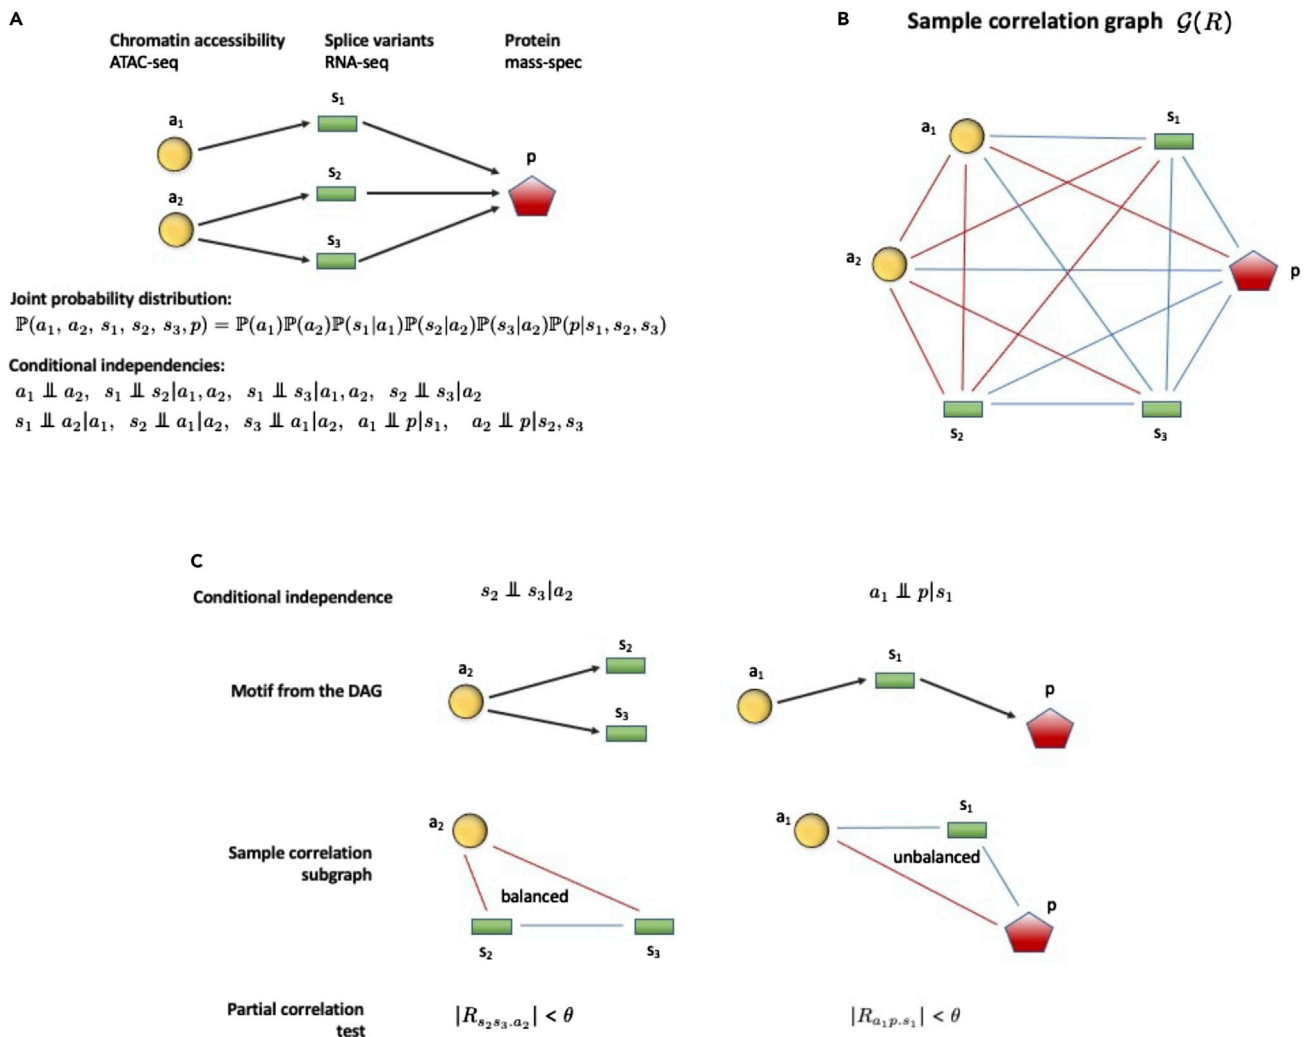 A
Chromatin accessibility
ATAC-seq
Splice variants
RNA-seq
Protein
mass-spec
a₁
a₂
s₁
s₂
s₃
p
Joint probability distribution:
ℙ(a₁, a₂, s₁, s₂, s₃, p) = ℙ(a₁)ℙ(a₂)ℙ(s₁|a₁)ℙ(s₂|a₂)ℙ(s₃|a₂)ℙ(p|s₁, s₂, s₃)
Conditional independencies:
a₁ ⫫ a₂, s₁ ⫫ s₂|a₁, a₂, s₁ ⫫ s₃|a₁, a₂, s₂ ⫫ s₃|a₂
s₁ ⫫ a₂|a₁, s₂ ⫫ a₁|a₂, s₃ ⫫ a₁|a₂, a₁ ⫫ p|s₁, a₂ ⫫ p|s₂, s₃
B
Sample correlation graph 𝒢(R)
a₁
s₁
a₂
p
s₂
s₃
C
Conditional independence
s₂ ⫫ s₃|a₂
a₁ ⫫ p|s₁
Motif from the DAG
a₂
s₂
s₃
a₁
s₁
p
Sample correlation
subgraph
a₂
balanced
s₂
s₃
a₁
s₁
unbalanced
p
Partial correlation
test
|R_{s₂s₃.a₂}| < θ
|R_{a₁p.s₁}| < θ